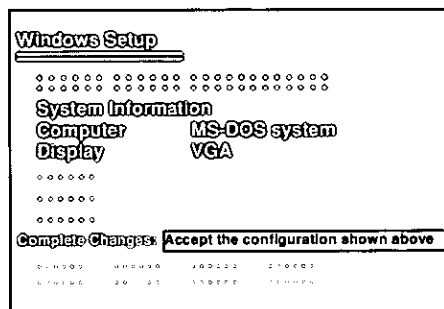 Windows Setup
System Information
Computer MS-DOS system
Display VGA
Complete Changes: Accept the configuration shown above